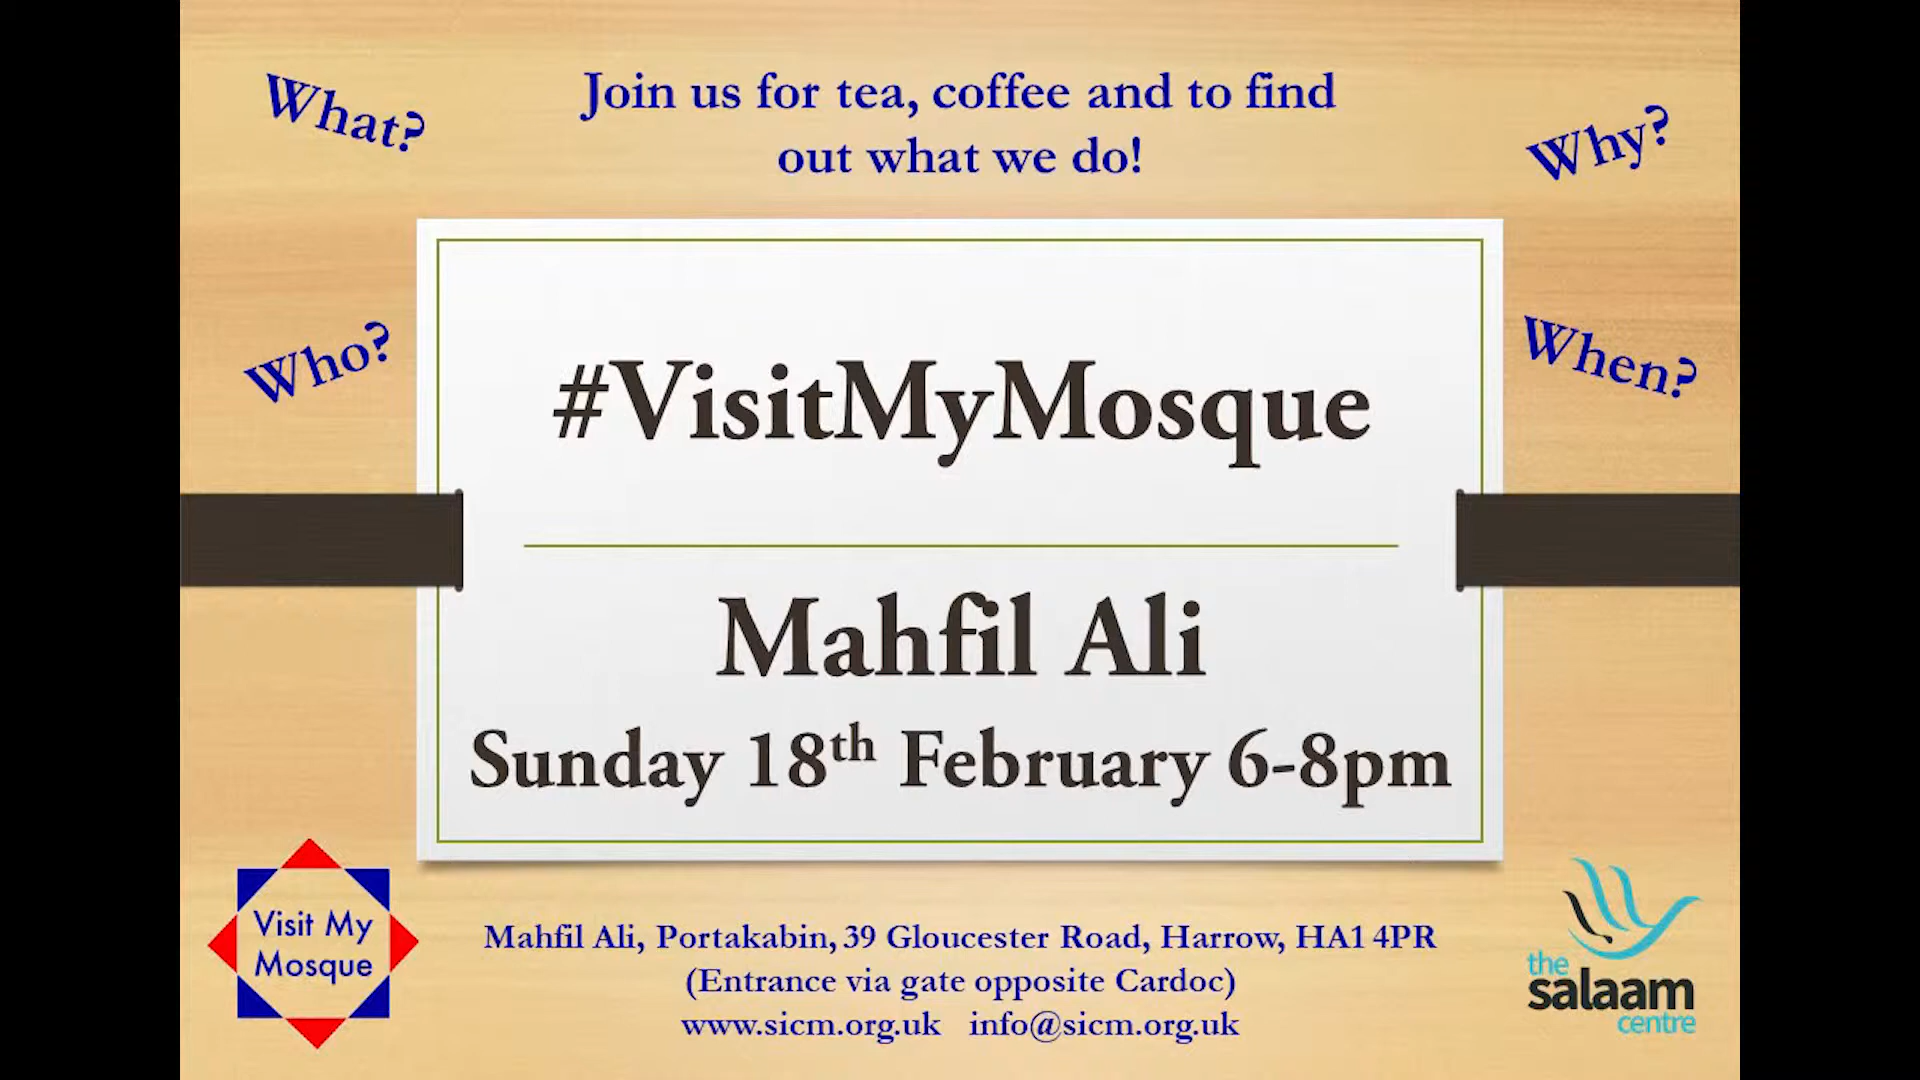 What?
Join us for tea, coffee and to find
out what we do!
Why?
Who?
When?
#VisitMyMosque
Mahfil Ali
Sunday 18th February 6-8pm
Visit My
Mosque
Mahfil Ali, Portakabin, 39 Gloucester Road, Harrow, HA1 4PR
(Entrance via gate opposite Cardoc)
www.sicm.org.uk info@sicm.org.uk
the
salaam
centre